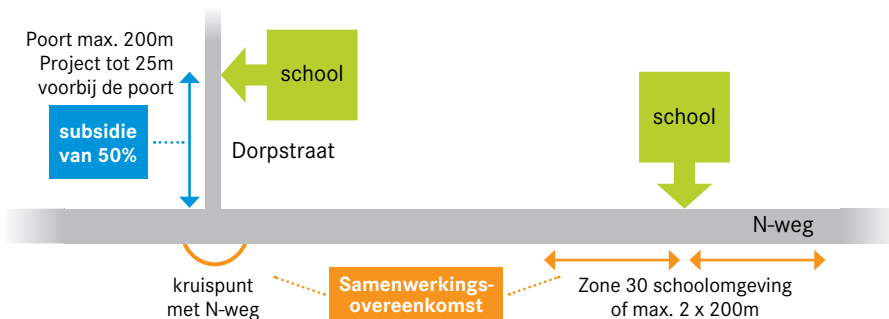 Poort max. 200m
Project tot 25m
voorbij de poort
school
subsidie
van 50%
Dorpstraat
school
N-weg
kruispunt
met N-weg
Samenwerkings-
overeenkomst
Zone 30 schoolomgeving
of max. 2 x 200m